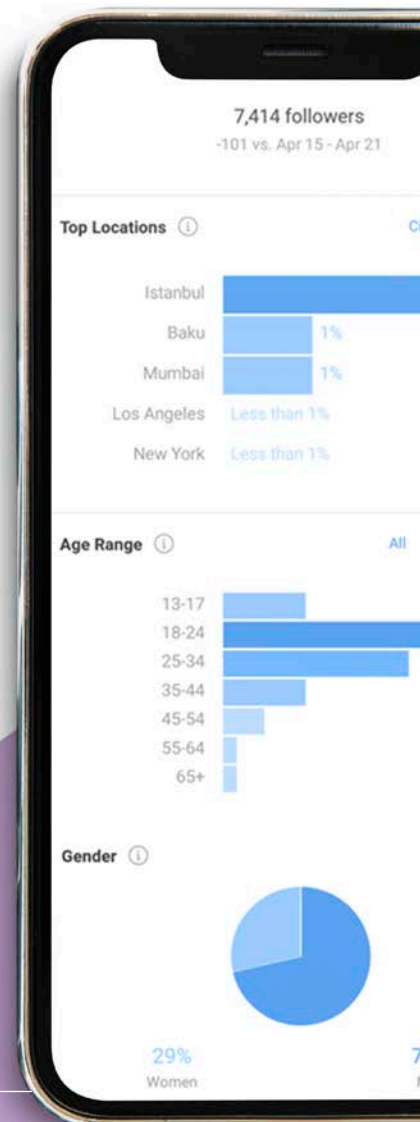 7,414 followers
-101 vs. Apr 15 - Apr 21
Top Locations
Istanbul
Baku 1%
Mumbai 1%
Los Angeles Less than 1%
New York Less than 1%
Age Range All
13-17
18-24
25-34
35-44
45-54
55-64
65+
Gender
29%
Women